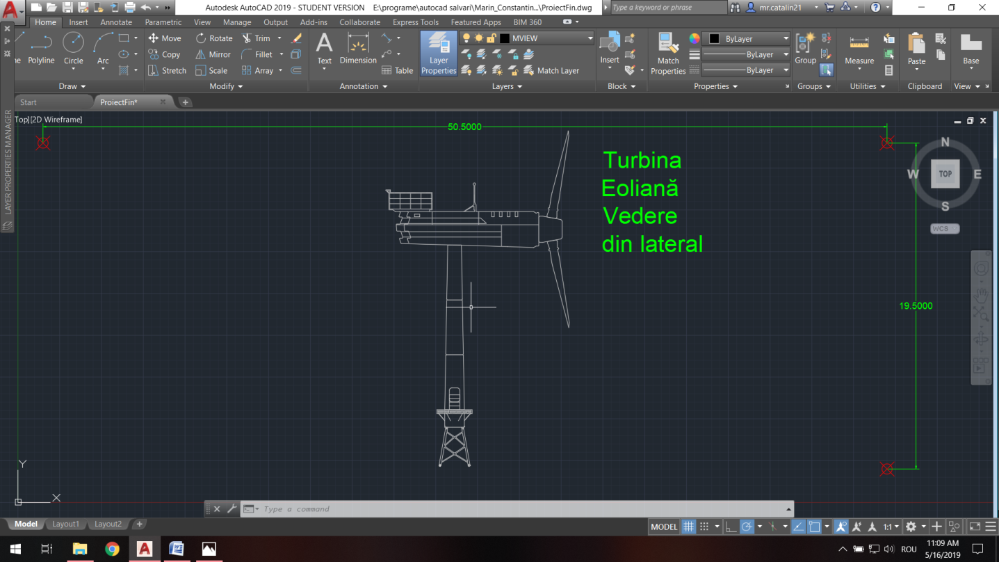 Autodesk AutoCAD 2019 - STUDENT VERSION E:\programe\autocad salvari\Marin_Constantin...\ProiectFin.dwg
Type a keyword or phrase
mr.catalin21
Home Insert Annotate Parametric View Manage Output Add-ins Collaborate Express Tools Featured Apps BIM 360
Polyline Circle Arc
Move Rotate Trim
Copy Mirror Fillet
Stretch Scale Array
Text Dimension Table
Layer Properties
MVIEW
Match Layer
Insert
Match Properties
ByLayer
ByLayer
ByLayer
Group
Measure
Paste
Base
Draw Modify Annotation Layers Block Properties Groups Utilities Clipboard View
Start ProiectFin*
Top][2D Wireframe]
LAYER PROPERTIES MANAGER
50.5000
Turbina
Eoliană
Vedere
din lateral
N
W TOP E
S
WCS
19.5000
Y
X
Type a command
Model Layout1 Layout2
MODEL 1:1
ROU
11:09 AM
5/16/2019